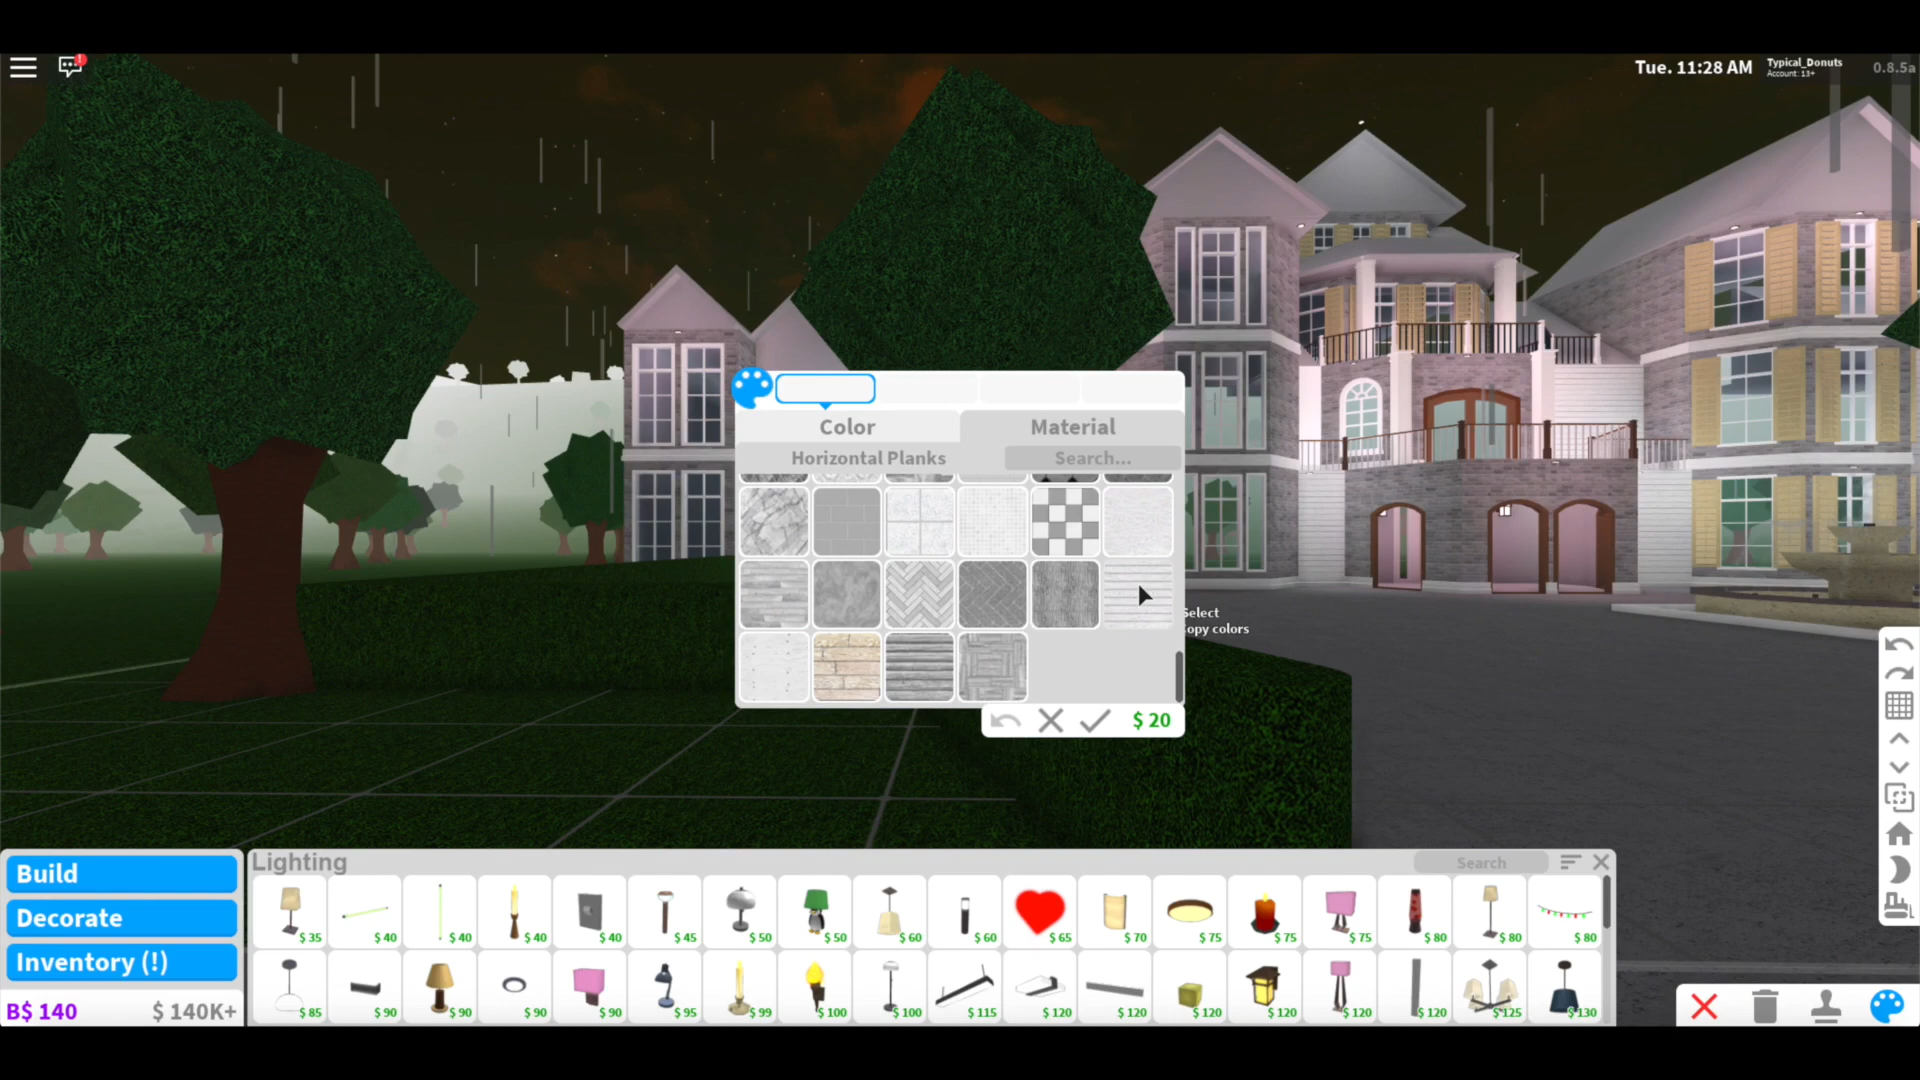 Tue. 11:28 AM
Typical_Donuts
Account: 13+
0.8.5a
Color
Material
Horizontal Planks
Search...
Select
opy colors
$ 20
Build
Decorate
Inventory (!)
B$ 140
$ 140K+
Lighting
Search
$ 35
$ 40
$ 40
$ 40
$ 40
$ 45
$ 50
$ 50
$ 60
$ 60
$ 65
$ 70
$ 75
$ 75
$ 75
$ 80
$ 80
$ 80
$ 85
$ 90
$ 90
$ 90
$ 90
$ 95
$ 99
$ 100
$ 100
$ 115
$ 120
$ 120
$ 120
$ 120
$ 120
$ 120
$ 125
$ 130